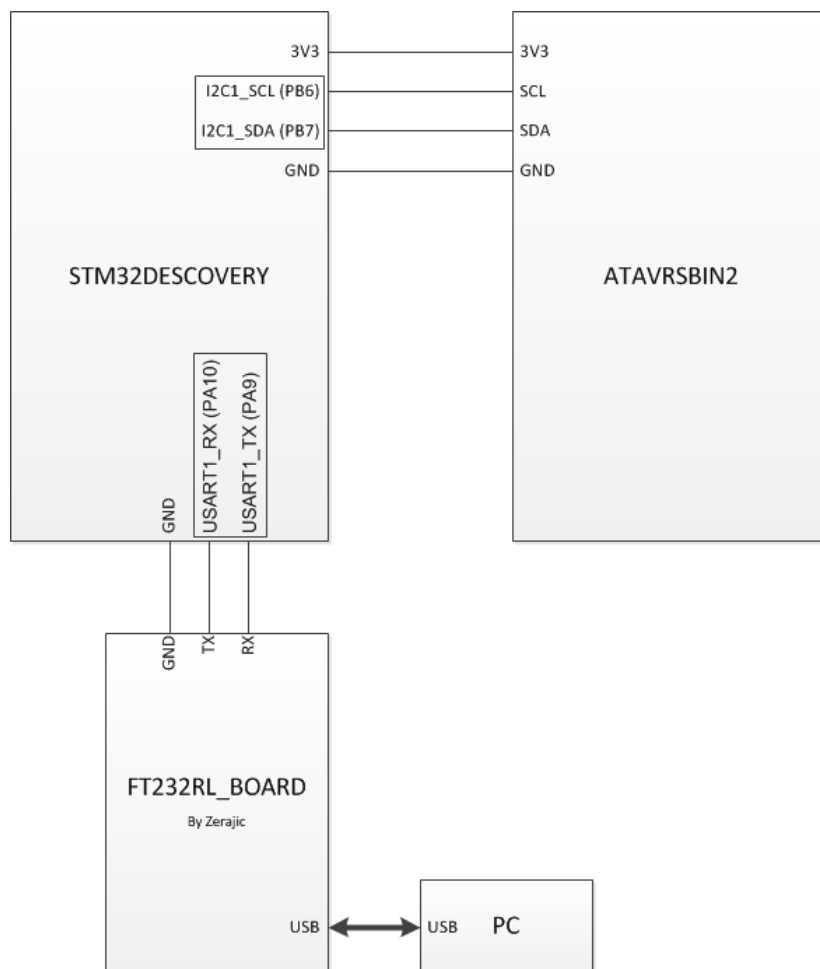 3V3
I2C1_SCL (PB6)
I2C1_SDA (PB7)
GND
STM32DESCOVERY
GND
USART1_RX (PA10)
USART1_TX (PA9)
3V3
SCL
SDA
GND
ATAVRSBIN2
GND
TX
RX
FT232RL_BOARD
By Zerajic
USB
USB
PC